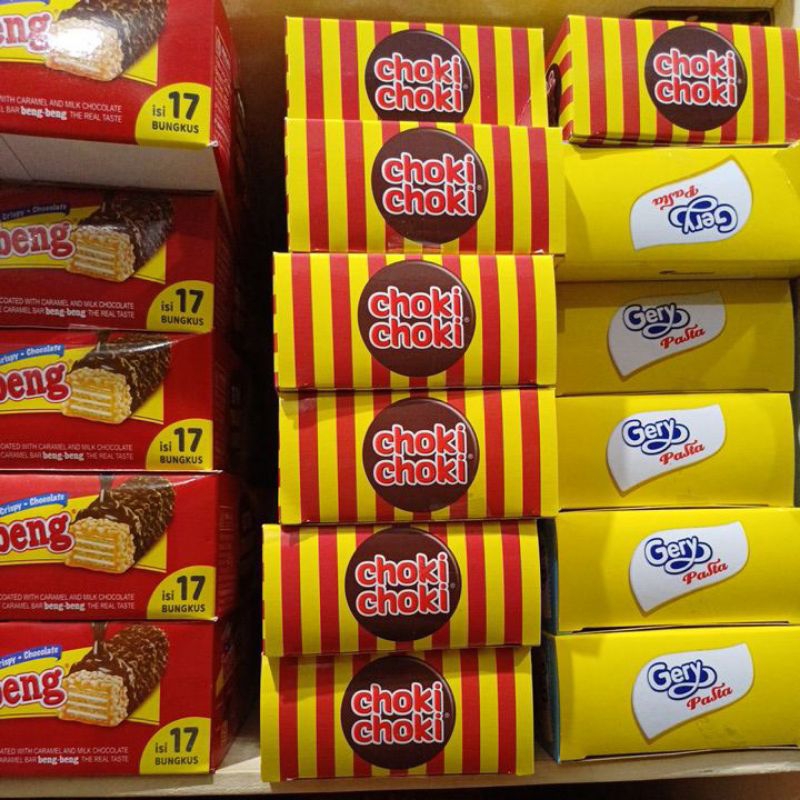 eng
WITH CARAMEL AND MILK CHOCOLATE
EL BAR beng-beng THE REAL TASTE
isi 17
BUNGKUS
Crispy • Chocolate
beng
COATED WITH CARAMEL AND MILK CHOCOLATE
CARAMEL BAR beng-beng THE REAL TASTE
isi 17
BUNGKUS
Crispy • Chocolate
beng
COATED WITH CARAMEL AND MILK CHOCOLATE
CARAMEL BAR beng-beng THE REAL TASTE
isi 17
BUNGKUS
Crispy • Chocolate
beng
COATED WITH CARAMEL AND MILK CHOCOLATE
CARAMEL BAR beng-beng THE REAL TASTE
isi 17
BUNGKUS
Crispy • Chocolate
beng
COATED WITH CARAMEL AND MILK CHOCOLATE
CARAMEL BAR beng-beng THE REAL TASTE
isi 17
BUNGKUS
choki
choki
choki
choki
choki
choki
choki
choki
choki
choki
choki
choki
choki
choki
Gery
Pasta
Gery
Pasta
Gery
Pasta
Gery
Pasta
Gery
Pasta